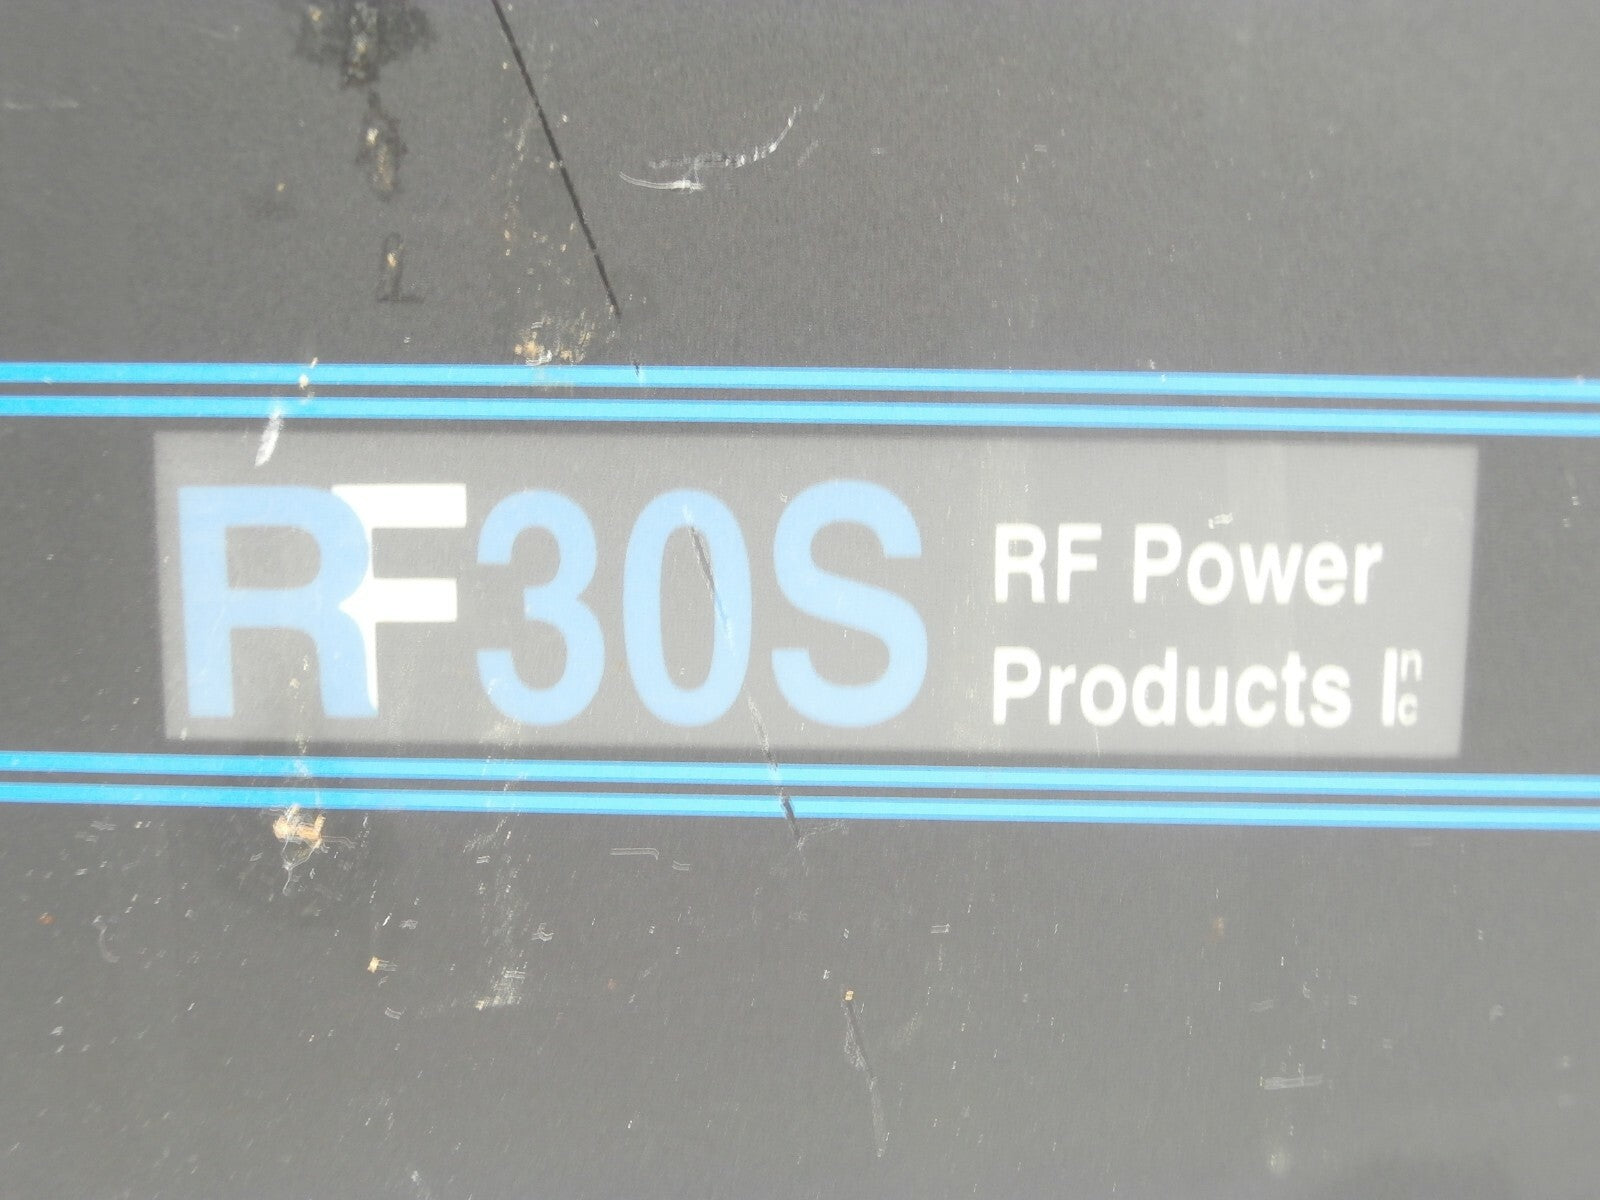 RF30S
RF Power
Products Inc